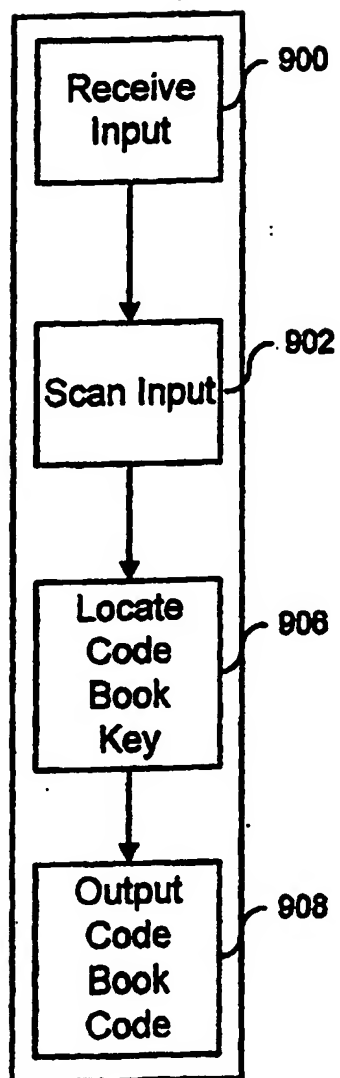 Receive
Input
900
Scan Input
902
Locate
Code
Book
Key
906
Output
Code
Book
Code
908